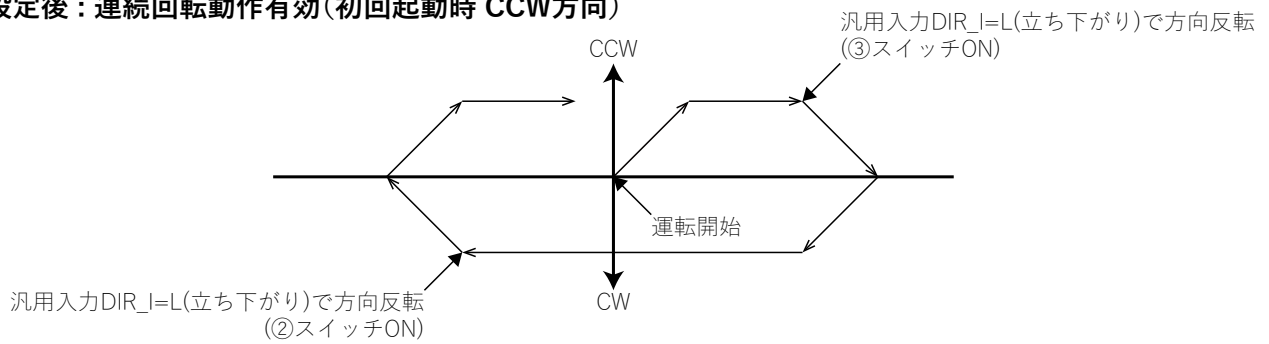 設定後 : 連続回転動作有効(初回起動時 CCW方向)
汎用入力DIR_I=L(立ち下がり)で方向反転
(③スイッチON)
CCW
運転開始
汎用入力DIR_I=L(立ち下がり)で方向反転
(②スイッチON)
CW